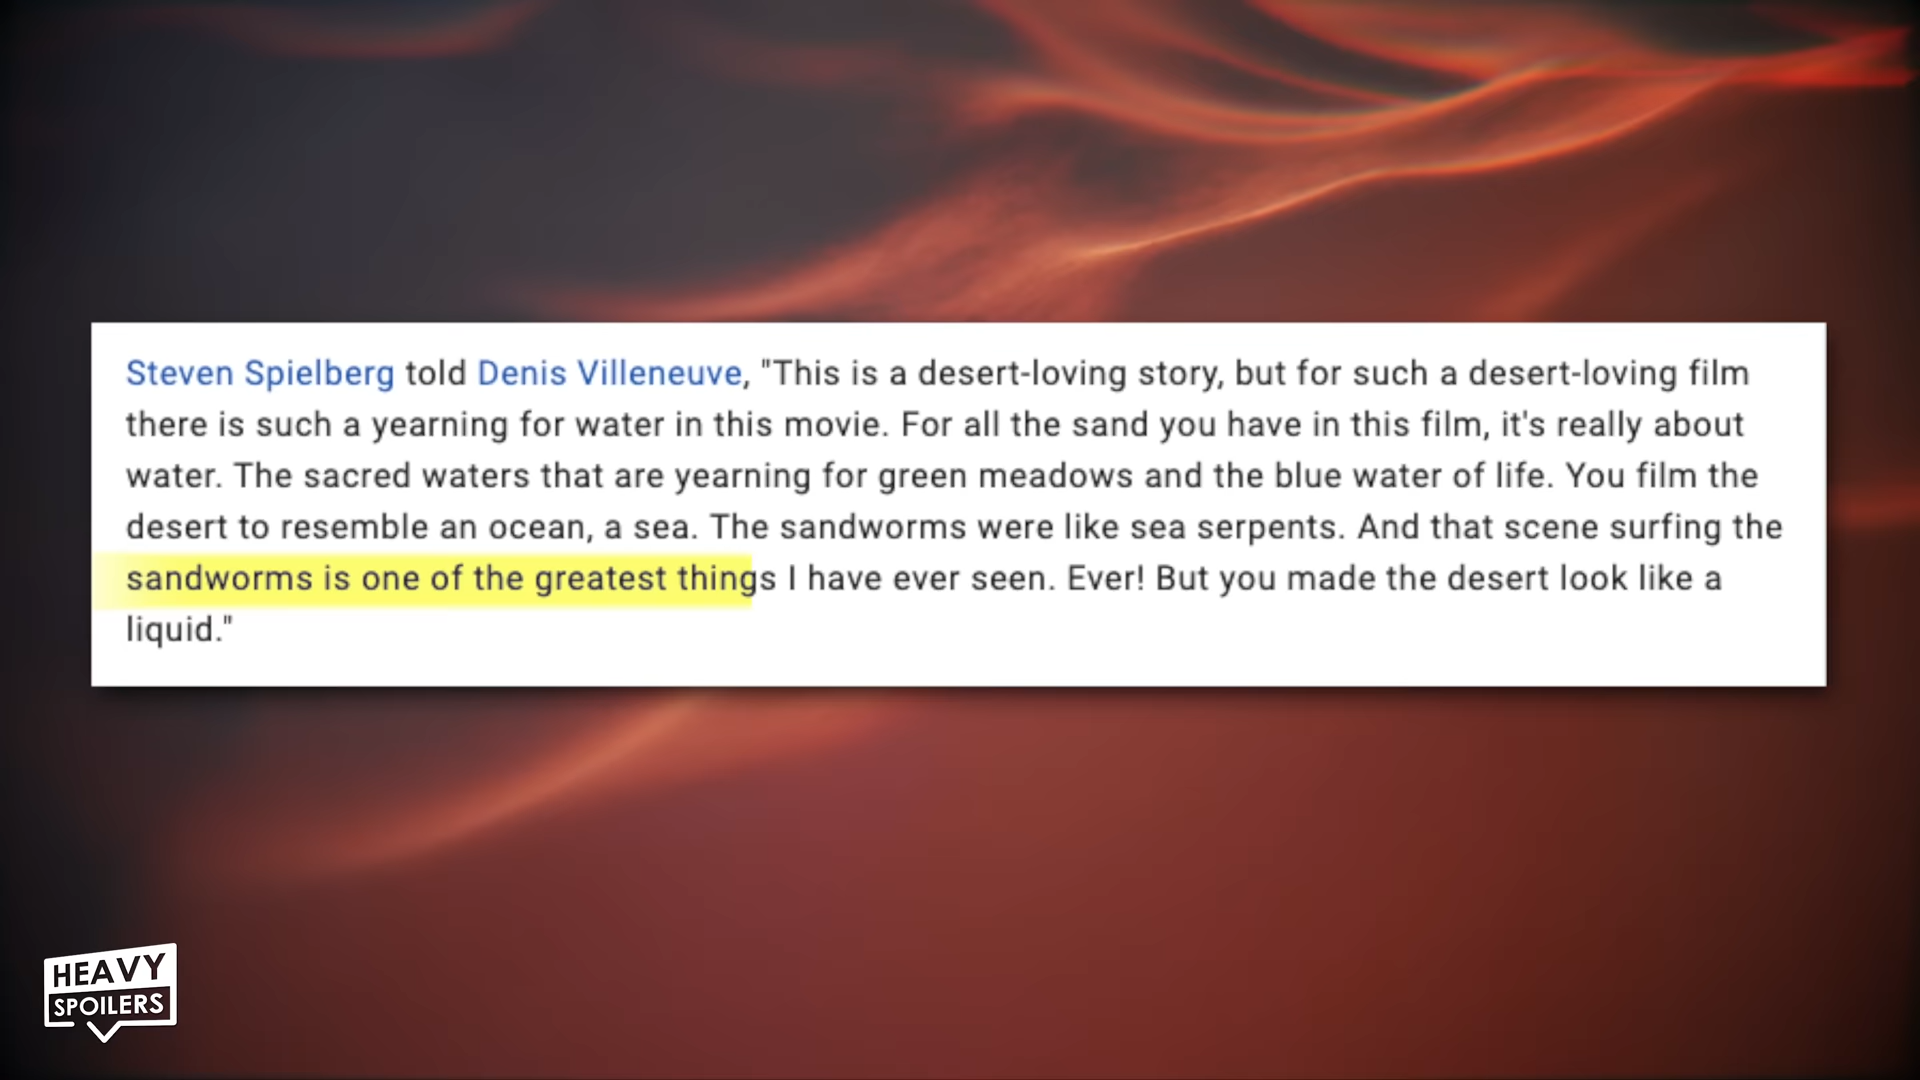 Steven Spielberg told Denis Villeneuve, "This is a desert-loving story, but for such a desert-loving film
there is such a yearning for water in this movie. For all the sand you have in this film, it's really about
water. The sacred waters that are yearning for green meadows and the blue water of life. You film the
desert to resemble an ocean, a sea. The sandworms were like sea serpents. And that scene surfing the
sandworms is one of the greatest things I have ever seen. Ever! But you made the desert look like a
liquid."
HEAVY
SPOILERS